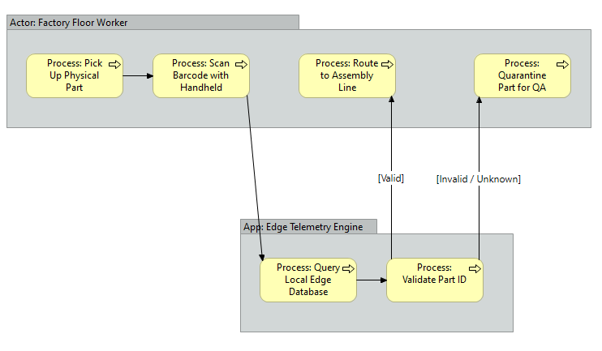 Actor: Factory Floor Worker
Process: Pick
Up Physical
Part
Process: Scan
Barcode with
Handheld
Process: Route
to Assembly
Line
Process:
Quarantine
Part for QA
[Valid]
[Invalid / Unknown]
App: Edge Telemetry Engine
Process: Query
Local Edge
Database
Process:
Validate Part ID